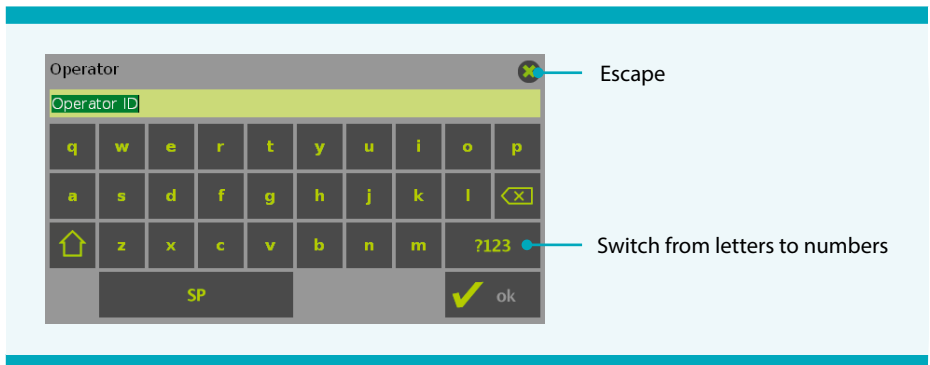 Operator
Escape
Operator ID
q w e r t y u i o p
a s d f g h j k l
z x c v b n m ?123
Switch from letters to numbers
SP ok